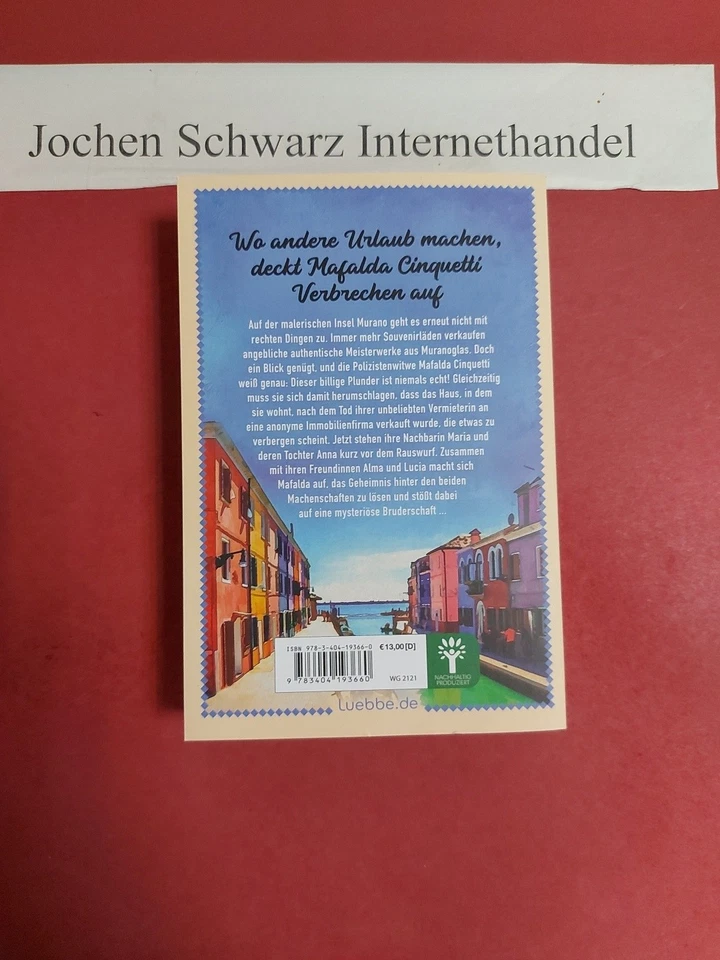 Jochen Schwarz Internethandel
Wo andere Urlaub machen,
deckt Mafalda Cinquetti
Verbrechen auf
Auf der malerischen Insel Murano geht es erneut nicht mit
rechten Dingen zu. Immer mehr Souvenirläden verkaufen
angebliche authentische Meisterwerke aus Muranoglas. Doch
ein Blick genügt, und die Polizistenwitwe Mafalda Cinquetti
weiß genau: Dieser billige Plunder ist niemals echt! Gleichzeitig
muss sie sich damit herumschlagen, dass das Haus, in dem
sie wohnt, nach dem Tod ihrer unbeliebten Vermieterin an
eine anonyme Immobilienfirma verkauft wurde, die etwas zu
verbergen scheint. Jetzt stehen ihre Nachbarin Maria und
deren Tochter Anna kurz vor dem Rauswurf. Zusammen
mit ihren Freundinnen Alma und Lucia macht sich
Mafalda auf, das Geheimnis hinter den beiden
Machenschaften zu lösen und stößt dabei
auf eine mysteriöse Bruderschaft ...
ISBN 978-3-404-19366-0 € 13,00 [D]
9 783404 193660
WG 2121
NACHHALTIG
PRODUZIERT
luebbe.de